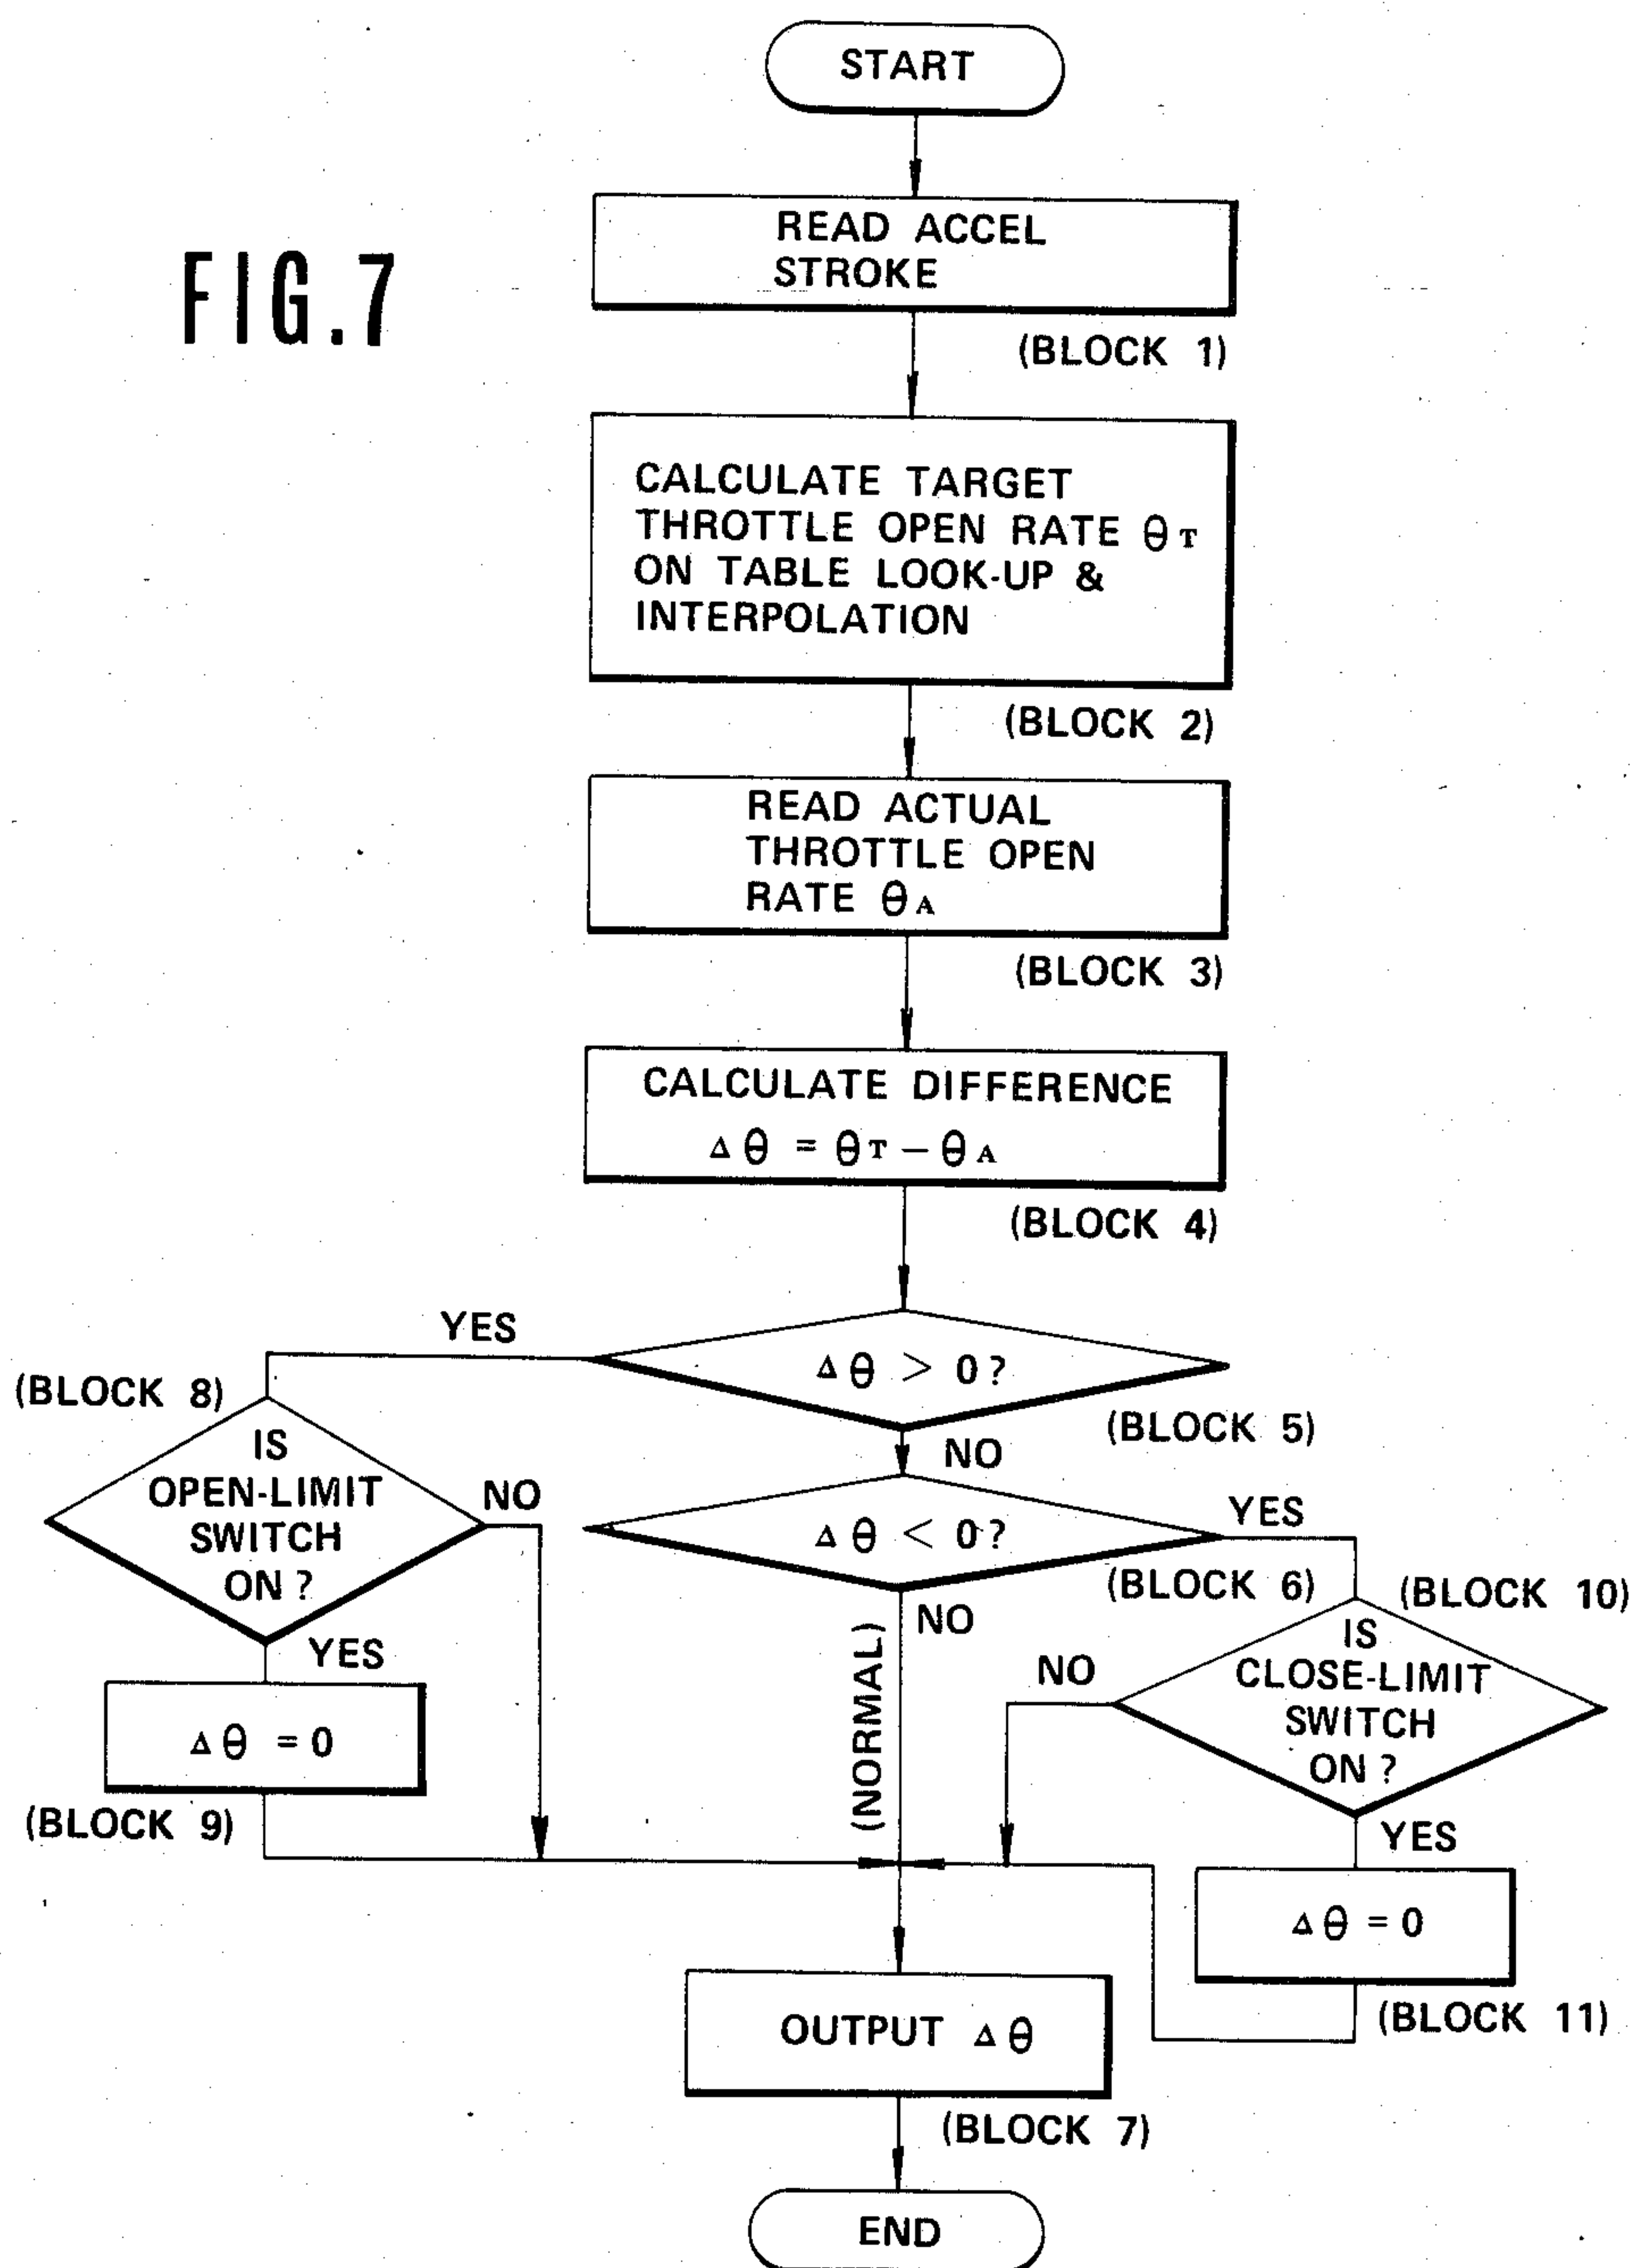 START
FIG.7
READ ACCEL
STROKE
(BLOCK 1)
CALCULATE TARGET
THROTTLE OPEN RATE θT
ON TABLE LOOK-UP &
INTERPOLATION
(BLOCK 2)
READ ACTUAL
THROTTLE OPEN
RATE θA
(BLOCK 3)
CALCULATE DIFFERENCE
Δθ = θT – θA
(BLOCK 4)
YES
Δθ > 0?
(BLOCK 5)
NO
(BLOCK 8)
IS
OPEN-LIMIT
SWITCH
ON?
NO
YES
Δθ = 0
(BLOCK 9)
Δθ < 0?
YES
(BLOCK 6)
NO
(NORMAL)
(BLOCK 10)
IS
CLOSE-LIMIT
SWITCH
ON?
NO
YES
Δθ = 0
(BLOCK 11)
OUTPUT Δθ
(BLOCK 7)
END